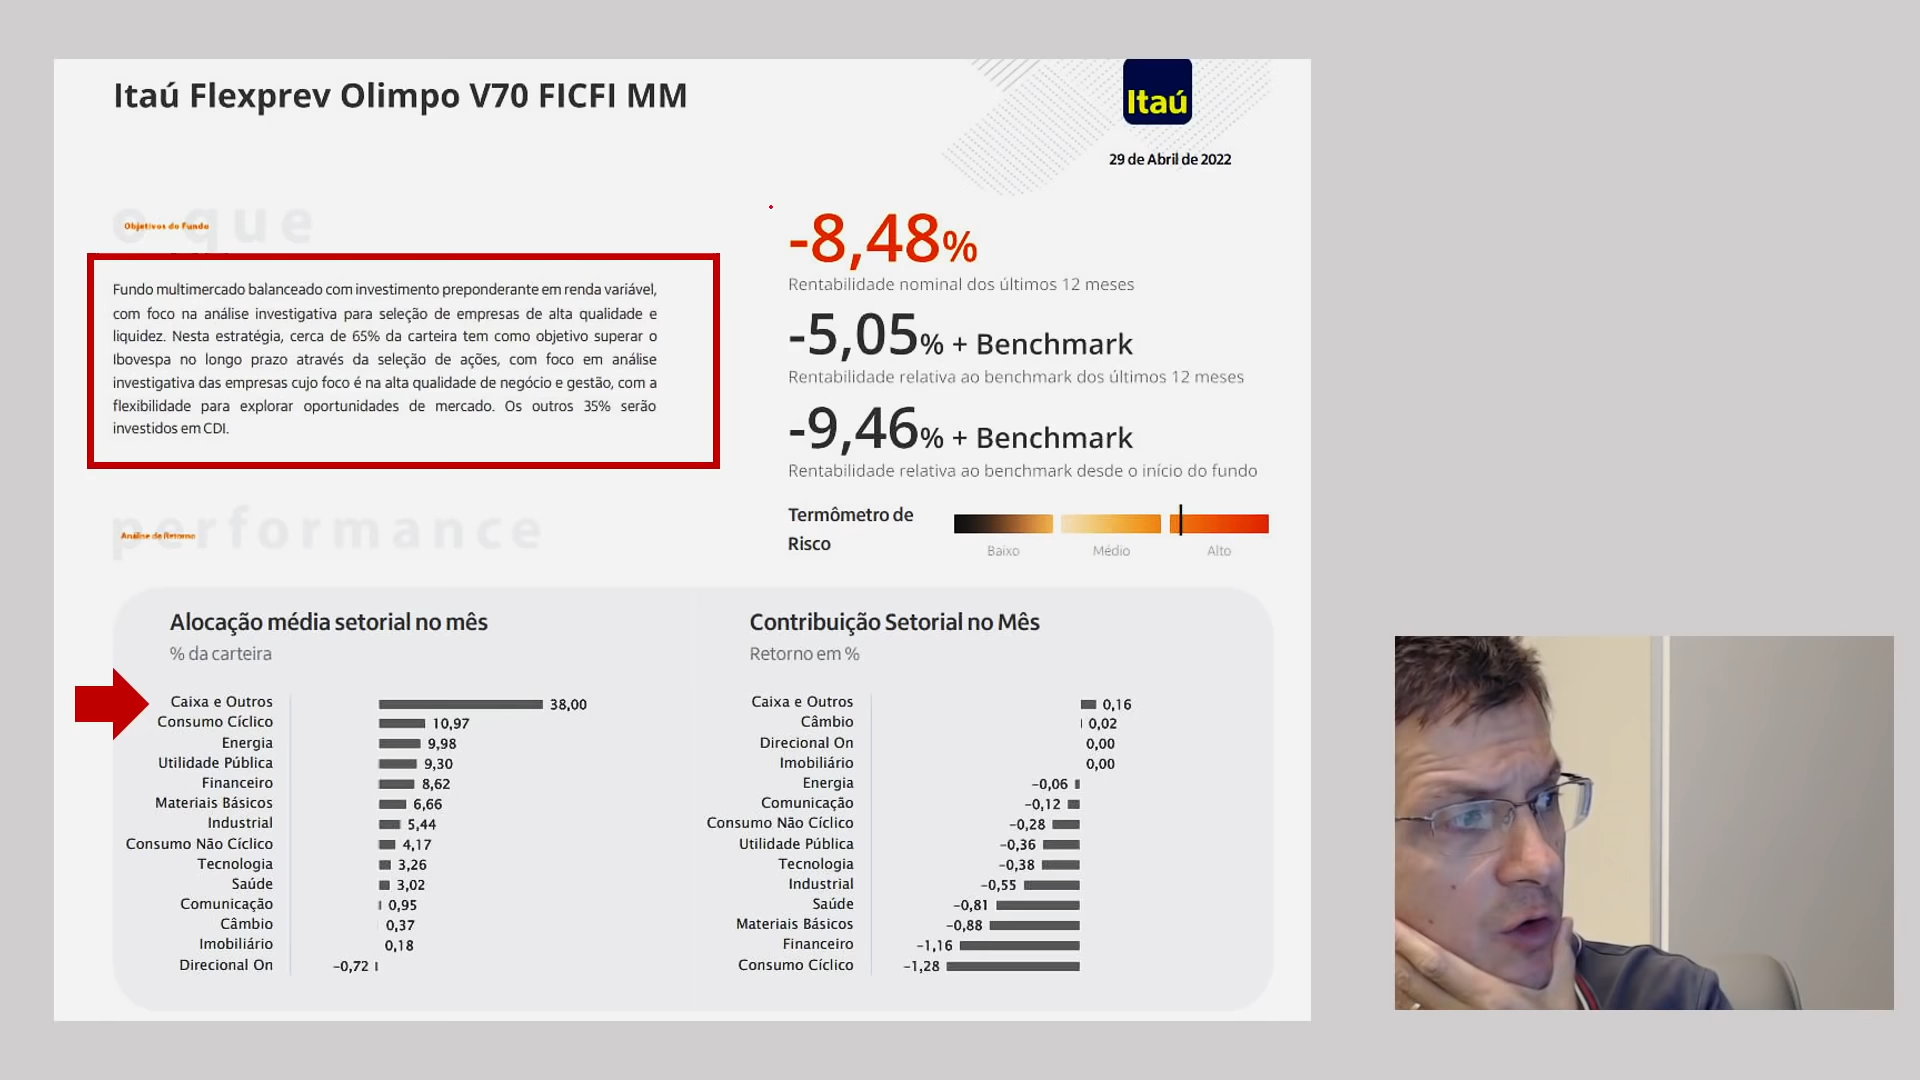 Itaú Flexprev Olimpo V70 FICFI MM
Itaú
29 de Abril de 2022
o que
Objetivos do Fundo
Fundo multimercado balanceado com investimento preponderante em renda variável,
com foco na análise investigativa para seleção de empresas de alta qualidade e
liquidez. Nesta estratégia, cerca de 65% da carteira tem como objetivo superar o
Ibovespa no longo prazo através da seleção de ações, com foco em análise
investigativa das empresas cujo foco é na alta qualidade de negócio e gestão, com a
flexibilidade para explorar oportunidades de mercado. Os outros 35% serão
investidos em CDI.
-8,48%
Rentabilidade nominal dos últimos 12 meses
-5,05% + Benchmark
Rentabilidade relativa ao benchmark dos últimos 12 meses
-9,46% + Benchmark
Rentabilidade relativa ao benchmark desde o início do fundo
Termômetro de
Risco
Baixo Médio Alto
performance
Análise de Retorno
Alocação média setorial no mês
% da carteira
Caixa e Outros 38,00
Consumo Cíclico 10,97
Energia 9,98
Utilidade Pública 9,30
Financeiro 8,62
Materiais Básicos 6,66
Industrial 5,44
Consumo Não Cíclico 4,17
Tecnologia 3,26
Saúde 3,02
Comunicação 0,95
Câmbio 0,37
Imobiliário 0,18
Direcional On -0,72
Contribuição Setorial no Mês
Retorno em %
Caixa e Outros 0,16
Câmbio 0,02
Direcional On 0,00
Imobiliário 0,00
Energia -0,06
Comunicação -0,12
Consumo Não Cíclico -0,28
Utilidade Pública -0,36
Tecnologia -0,38
Industrial -0,55
Saúde -0,81
Materiais Básicos -0,88
Financeiro -1,16
Consumo Cíclico -1,28